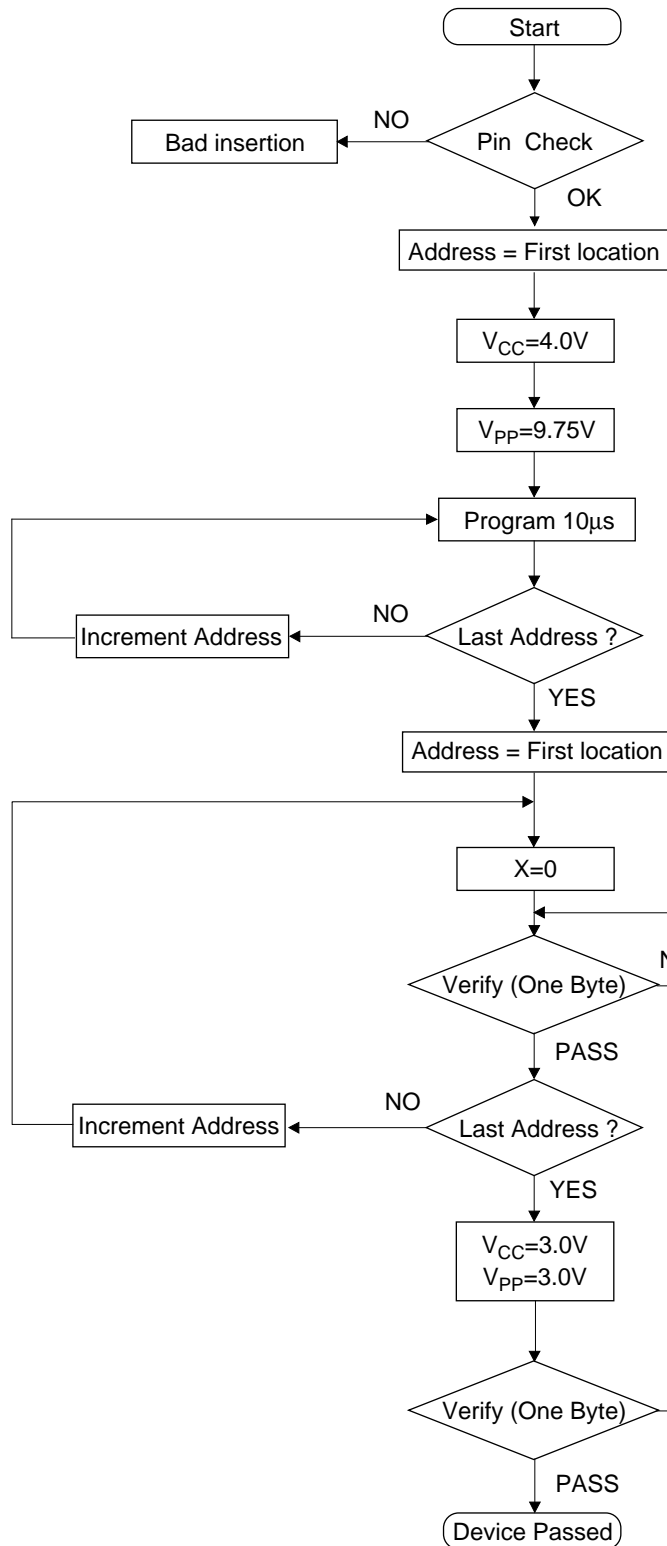 Start
NO
Pin Check
Bad insertion
OK
Address = First location
VCC=4.0V
VPP=9.75V
Program 10µs
NO
Last Address ?
Increment Address
YES
Address = First location
X=0
Verify (One Byte)
PASS
NO
Last Address ?
Increment Address
YES
VCC=3.0V
VPP=3.0V
Verify (One Byte)
PASS
Device Passed